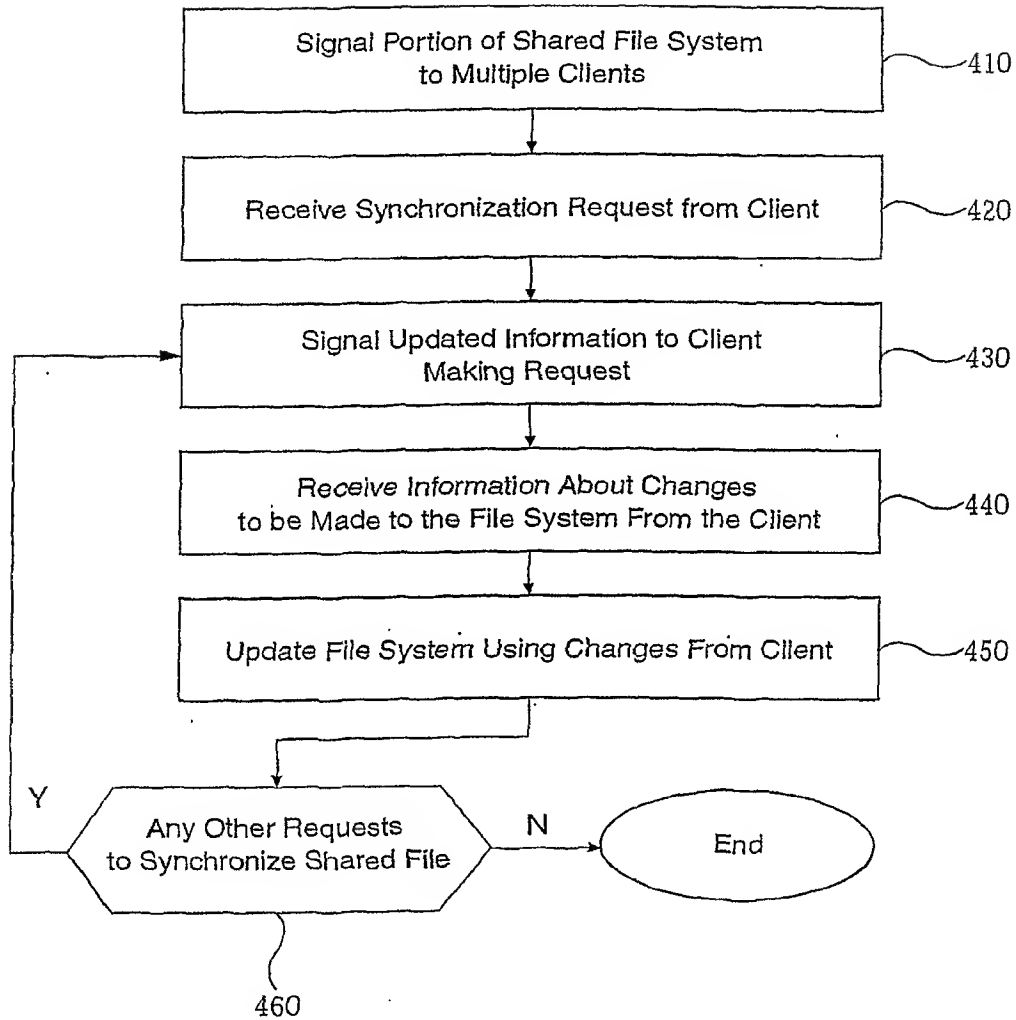 Signal Portion of Shared File System
to Multiple Clients
410
Receive Synchronization Request from Client
420
Signal Updated Information to Client
Making Request
430
Receive Information About Changes
to be Made to the File System From the Client
440
Update File System Using Changes From Client
450
Y
Any Other Requests
to Synchronize Shared File
N
End
460